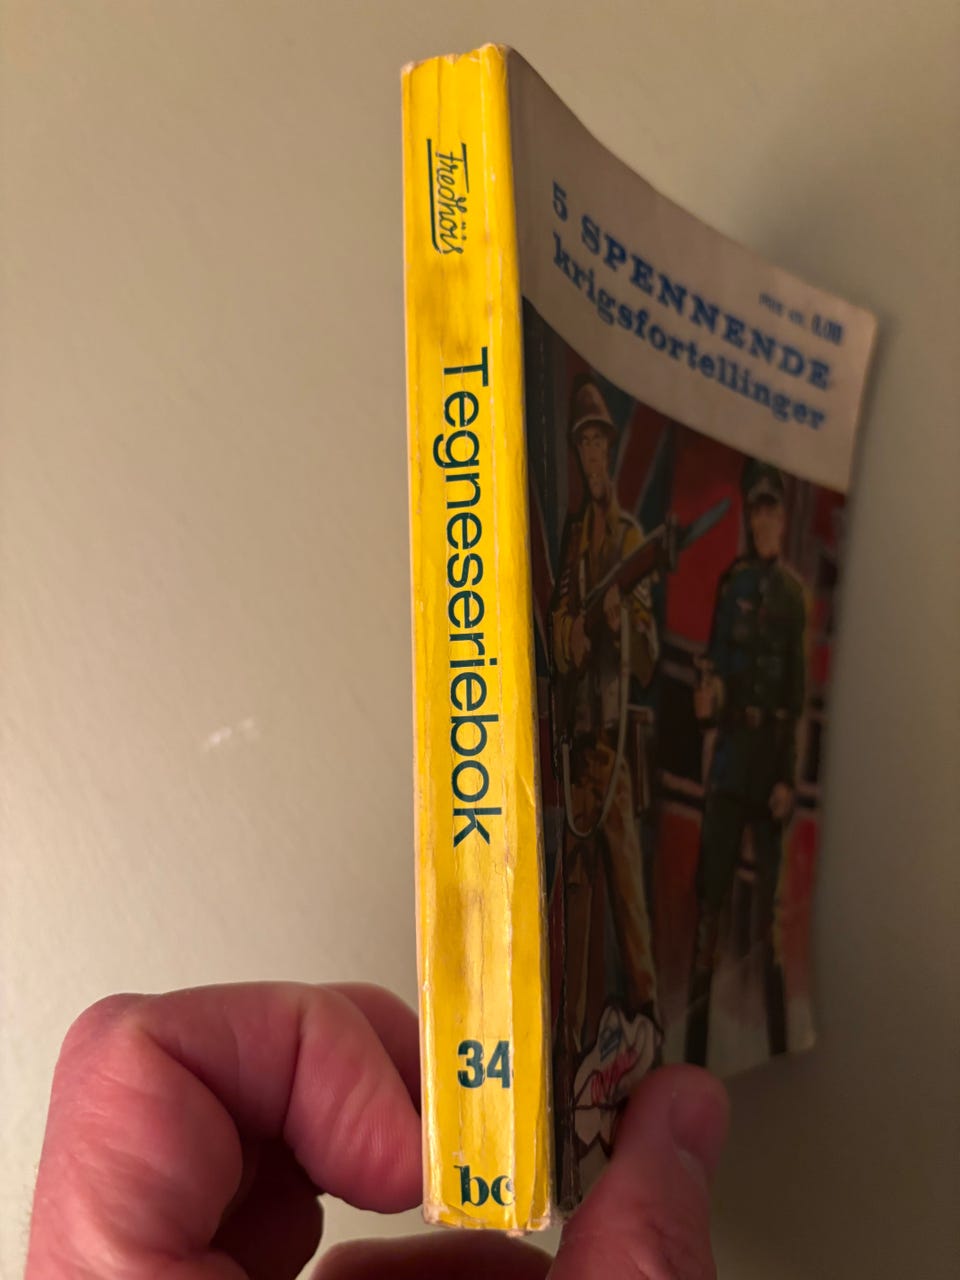 Fredhøis
Tegneseriebok
34
bc
5 SPENNENDE
krigsfortellinger